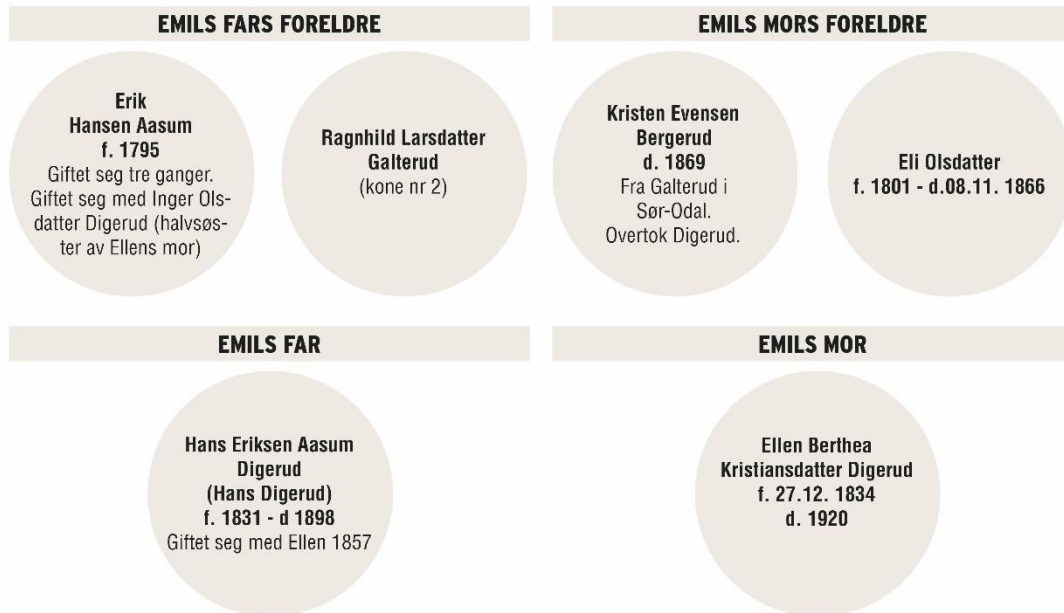 EMILS FARS FORELDRE
Erik
Hansen Aasum
f. 1795
Giftet seg tre ganger.
Giftet seg med Inger Ols-
datter Digerud (halvsøs-
ter av Ellens mor)
Ragnhild Larsdatter
Galterud
(kone nr 2)
EMILS MORS FORELDRE
Kristen Evensen
Bergerud
d. 1869
Fra Galterud i
Sør-Odal.
Overtok Digerud.
Eli Olsdatter
f. 1801 - d.08.11. 1866
EMILS FAR
Hans Eriksen Aasum
Digerud
(Hans Digerud)
f. 1831 - d 1898
Giftet seg med Ellen 1857
EMILS MOR
Ellen Berthea
Kristiansdatter Digerud
f. 27.12. 1834
d. 1920